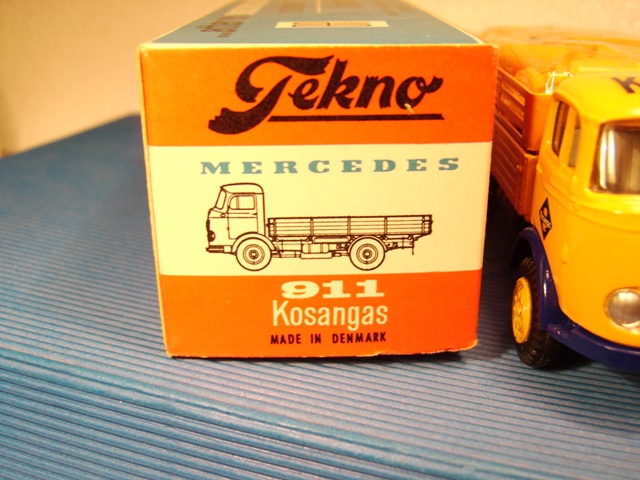 Tekno
MERCEDES
911
Kosangas
MADE IN DENMARK
K